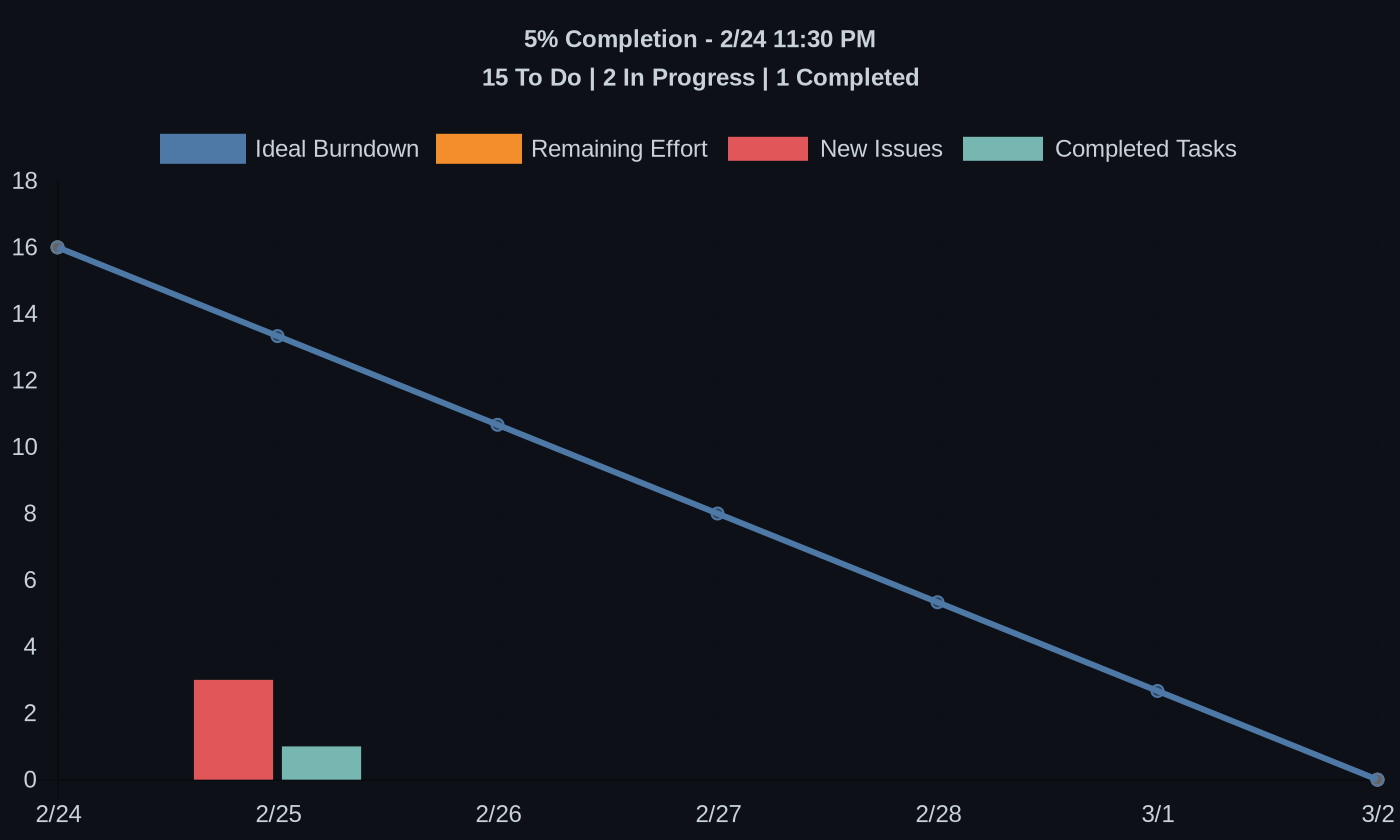 5% Completion - 2/24 11:30 PM
15 To Do | 2 In Progress | 1 Completed
Ideal Burndown Remaining Effort New Issues Completed Tasks
18
16
14
12
10
8
6
4
2
0
2/24 2/25 2/26 2/27 2/28 3/1 3/2